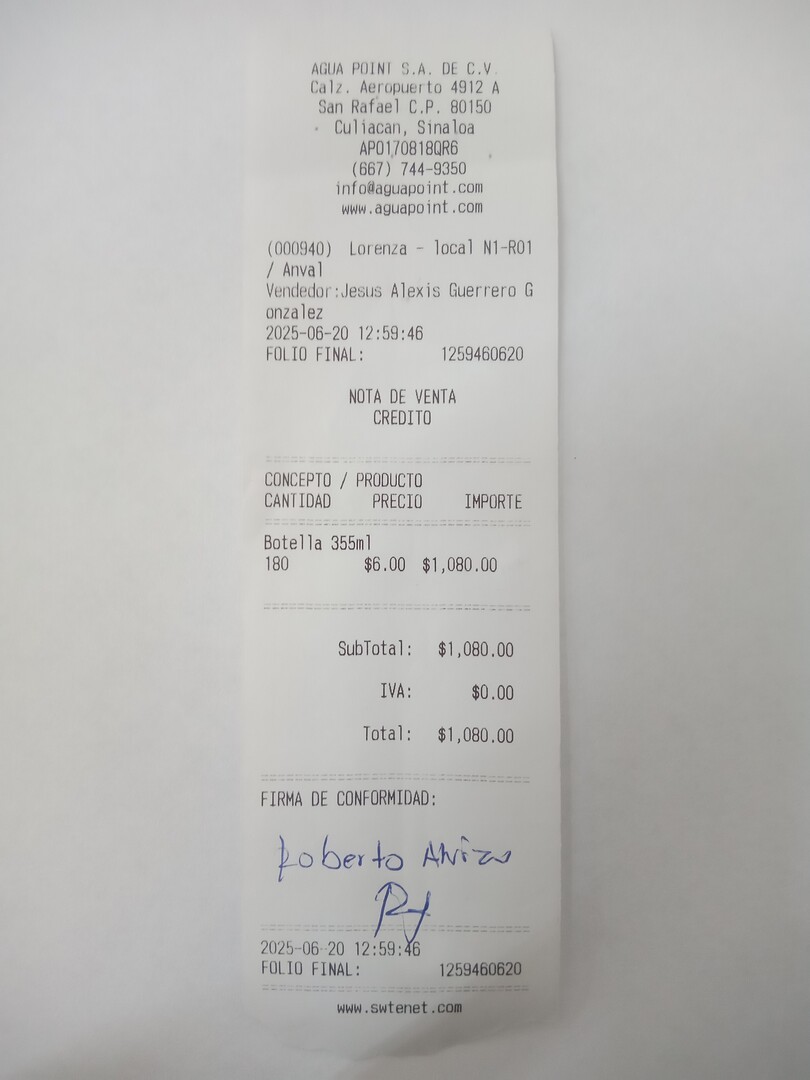 AGUA POINT S.A. DE C.V.
Calz. Aeropuerto 4912 A
San Rafael C.P. 80150
Culiacan, Sinaloa
APO170818QR6
(667) 744-9350
info@aguapoint.com
www.aguapoint.com
(000940) Lorenza - local N1-R01
/ Anval
Vendedor:Jesus Alexis Guerrero G
onzalez
2025-06-20 12:59:46
FOLIO FINAL: 1259460620
NOTA DE VENTA
CREDITO
CONCEPTO / PRODUCTO
CANTIDAD PRECIO IMPORTE
Botella 355ml
180 $6.00 $1,080.00
SubTotal: $1,080.00
IVA: $0.00
Total: $1,080.00
FIRMA DE CONFORMIDAD:
Roberto
2025-06-20 12:59:46
FOLIO FINAL: 1259460620
www.swtenet.com